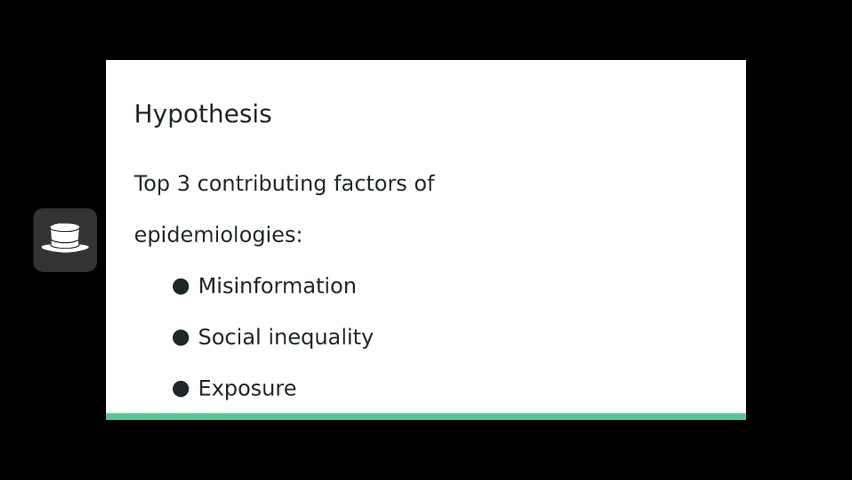 Hypothesis
Top 3 contributing factors of
epidemiologies:
● Misinformation
● Social inequality
● Exposure